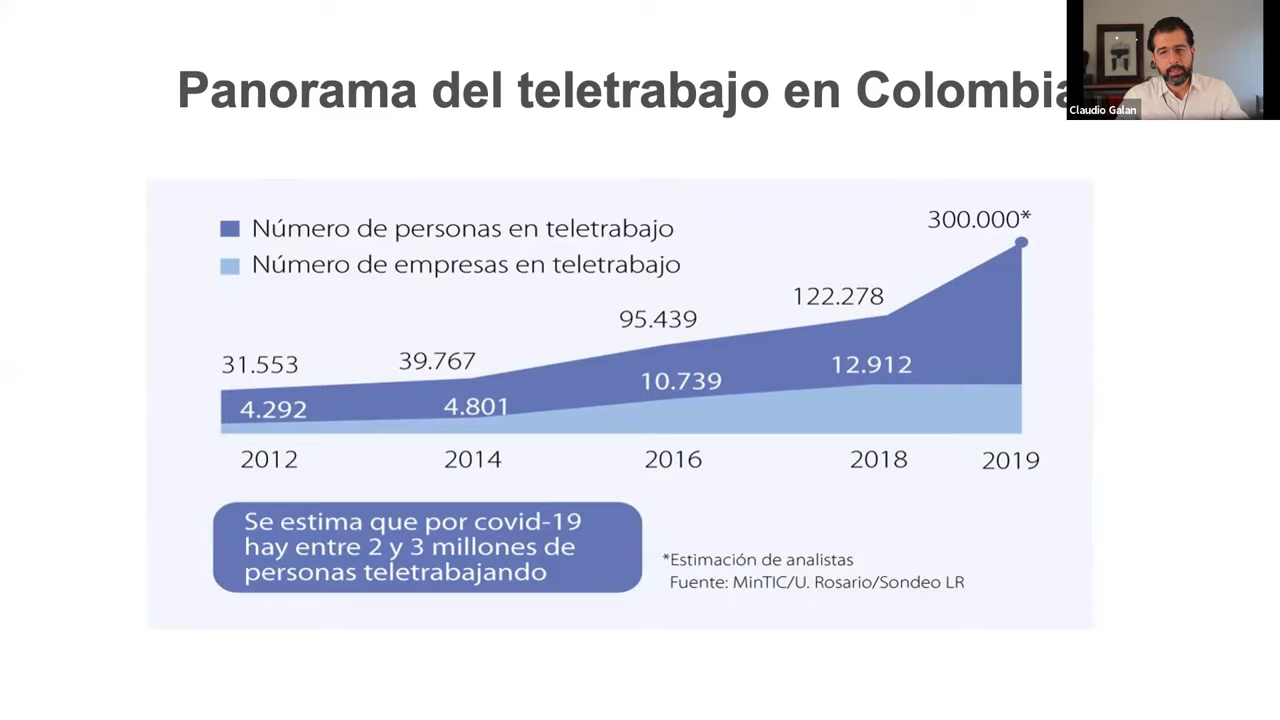 Panorama del teletrabajo en Colombia
Claudio Galan
Número de personas en teletrabajo
Número de empresas en teletrabajo
300.000*
122.278
95.439
39.767
31.553
12.912
10.739
4.801
4.292
2012 2014 2016 2018 2019
Se estima que por covid-19
hay entre 2 y 3 millones de
personas teletrabajando
*Estimación de analistas
Fuente: MinTIC/U. Rosario/Sondeo LR